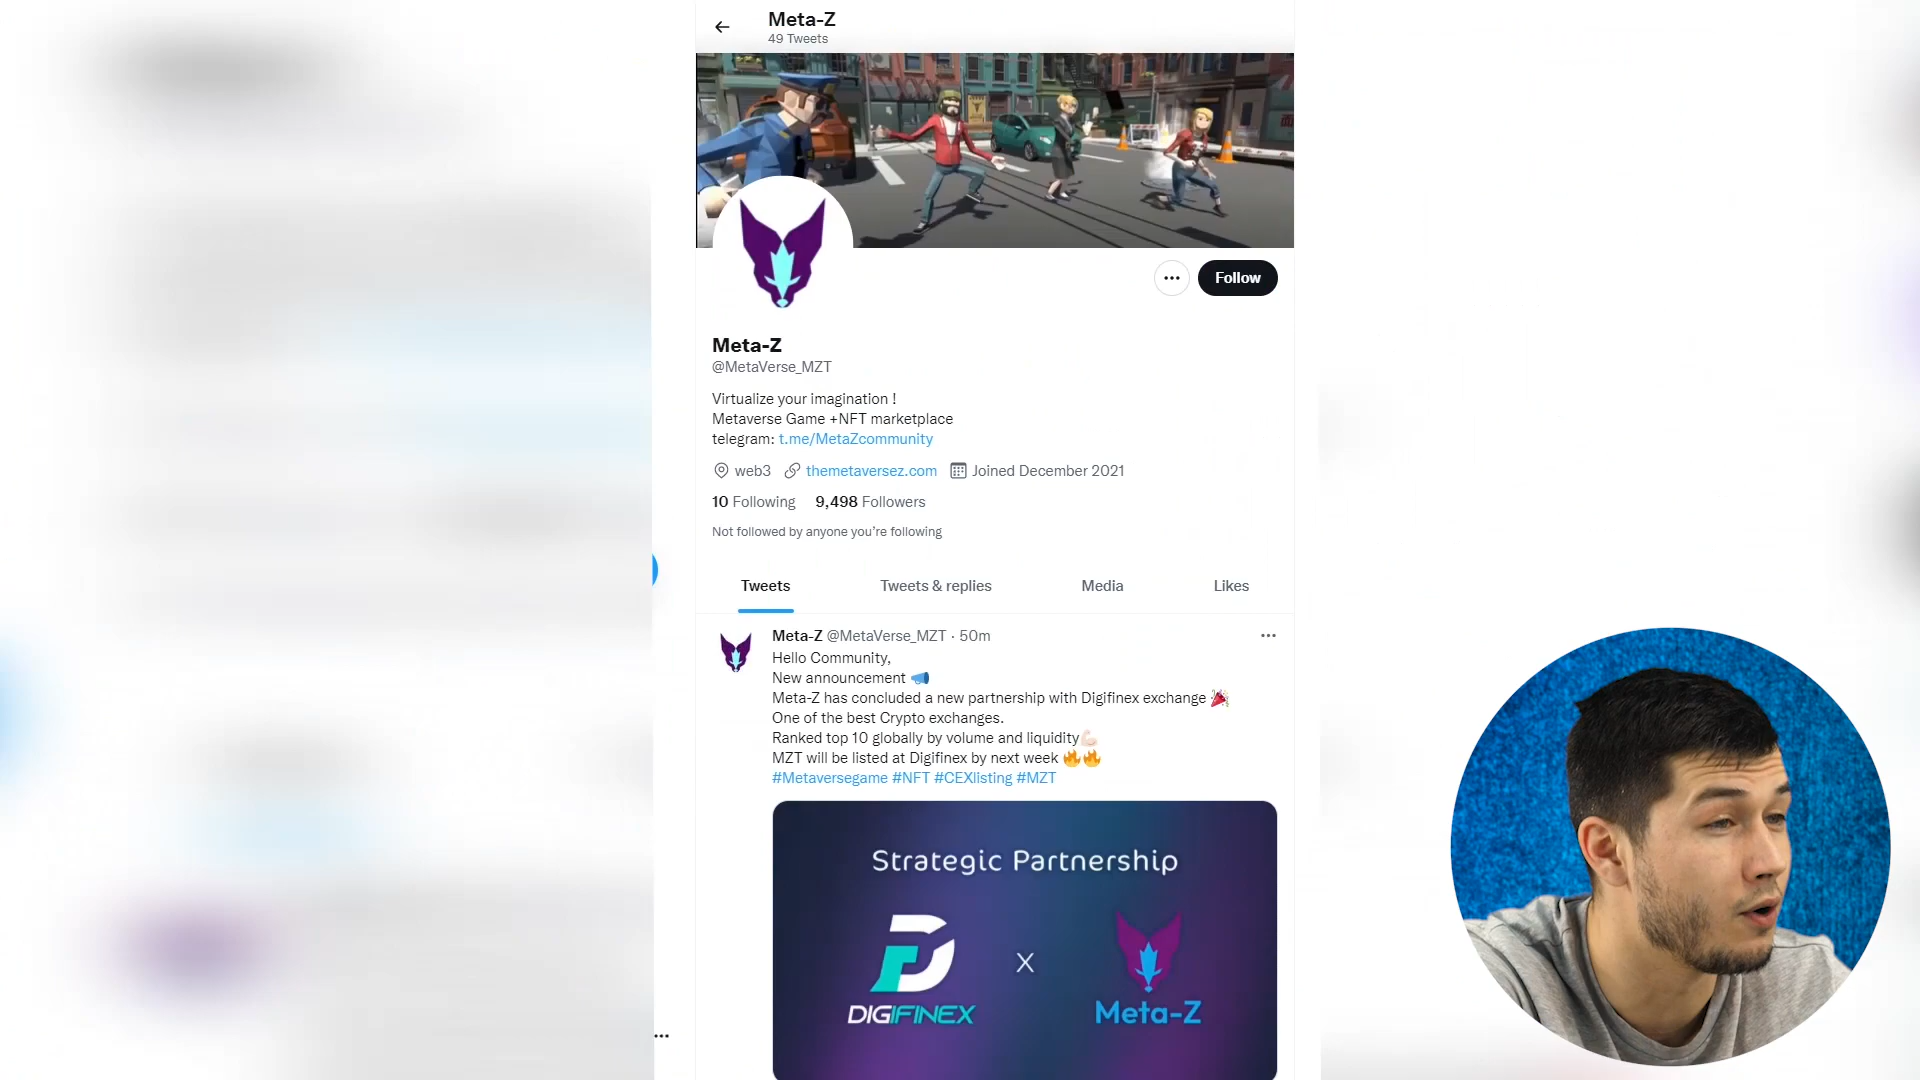 Meta-Z
49 Tweets
Follow
Meta-Z
@MetaVerse_MZT
Virtualize your imagination !
Metaverse Game +NFT marketplace
telegram: t.me/MetaZcommunity
web3 themetaversez.com Joined December 2021
10 Following 9,498 Followers
Not followed by anyone you’re following
Tweets Tweets & replies Media Likes
Meta-Z @MetaVerse_MZT · 50m
Hello Community,
New announcement 📣
Meta-Z has concluded a new partnership with Digifinex exchange 🎉
One of the best Crypto exchanges.
Ranked top 10 globally by volume and liquidity💪🏻
MZT will be listed at Digifinex by next week 🔥🔥
#Metaversegame #NFT #CEXlisting #MZT
Strategic Partnership
X
DIGIFINEX
Meta-Z